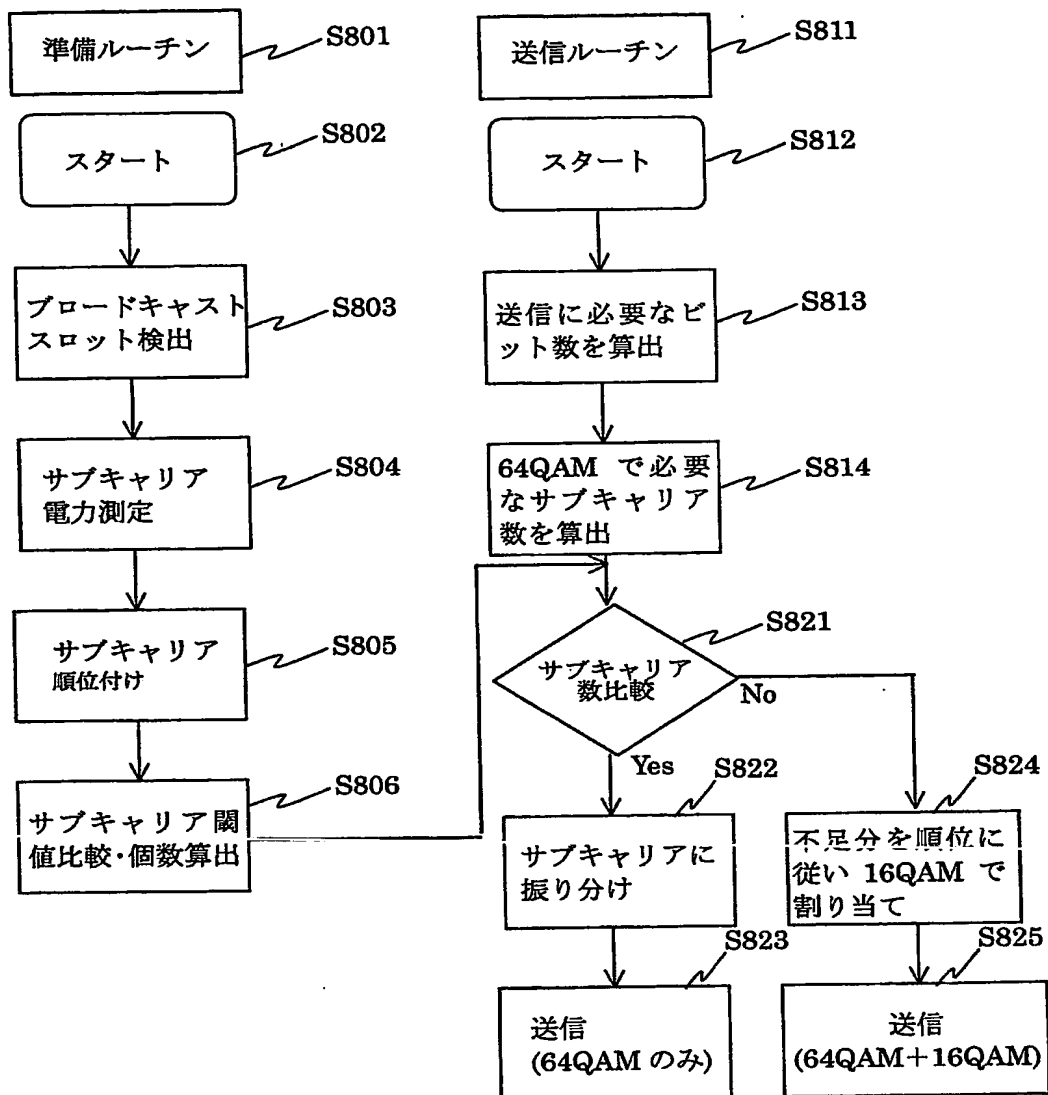 準備ルーチン
S801
スタート
S802
ブロードキャスト
スロット検出
S803
サブキャリア
電力測定
S804
サブキャリア
順位付け
S805
サブキャリア閾
値比較・個数算出
S806
送信ルーチン
S811
スタート
S812
送信に必要なビ
ット数を算出
S813
64QAM で必要
なサブキャリア
数を算出
S814
サブキャリア
数比較
S821
No
Yes
S822
サブキャリアに
振り分け
S823
送信
(64QAM のみ)
S824
不足分を順位に
従い 16QAM で
割り当て
S825
送信
(64QAM＋16QAM)